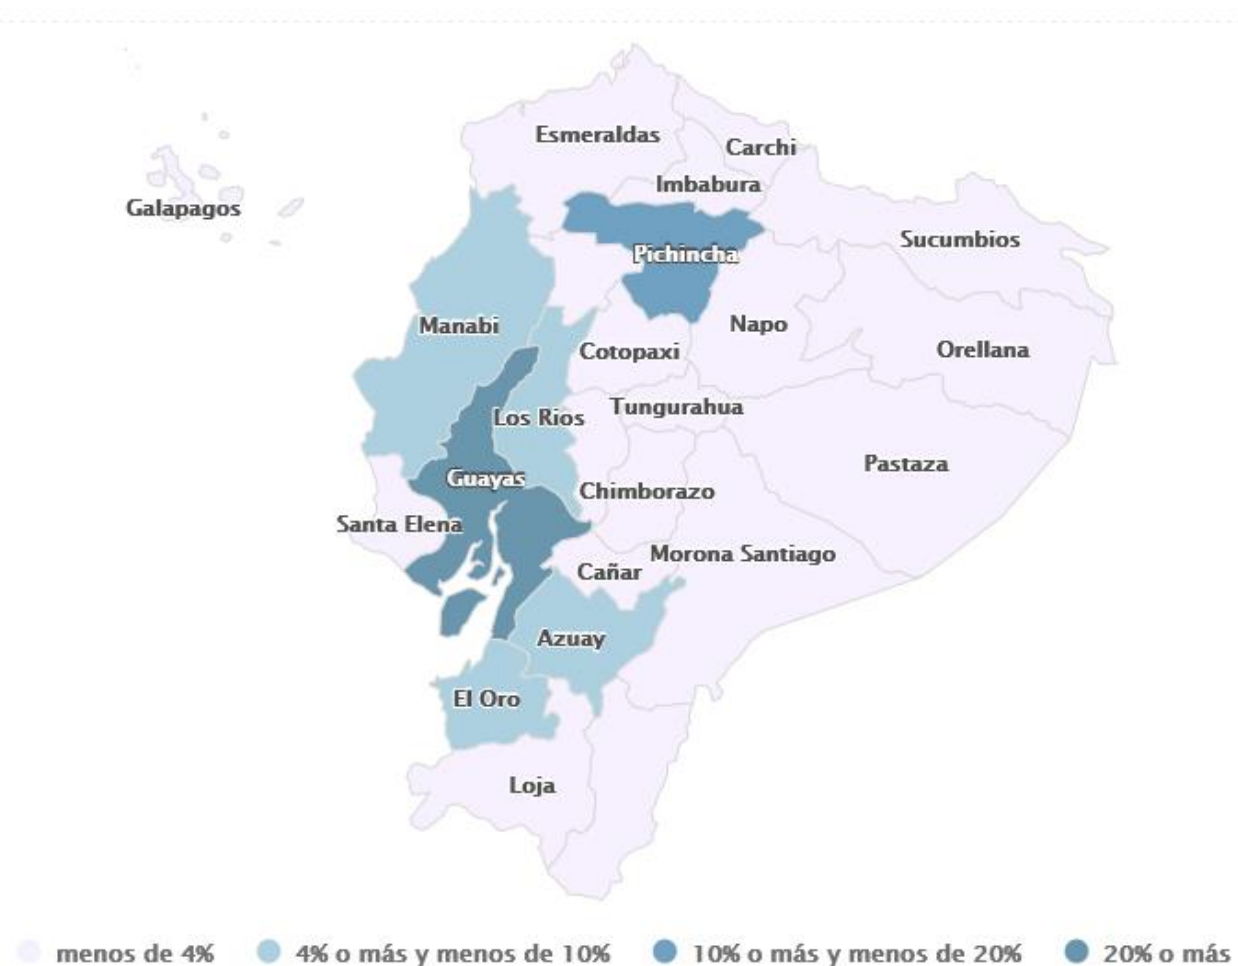 Esmeraldas
Carchi
Imbabura
Galapagos
Sucumbios
Pichincha
Manabi
Napo
Cotopaxi
Orellana
Los Rios
Tungurahua
Pastaza
Guayas
Chimborazo
Santa Elena
Morona Santiago
Cañar
Azuay
El Oro
Loja
menos de 4% 4% o más y menos de 10% 10% o más y menos de 20% 20% o más